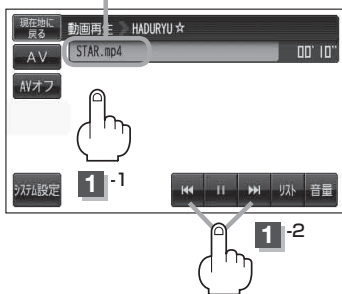 現在地に
戻る
動画再生 HADURYU☆
AV
STAR.mp4
00'10"
AVオフ
1 -1
システム設定
リスト
音量
1 -2